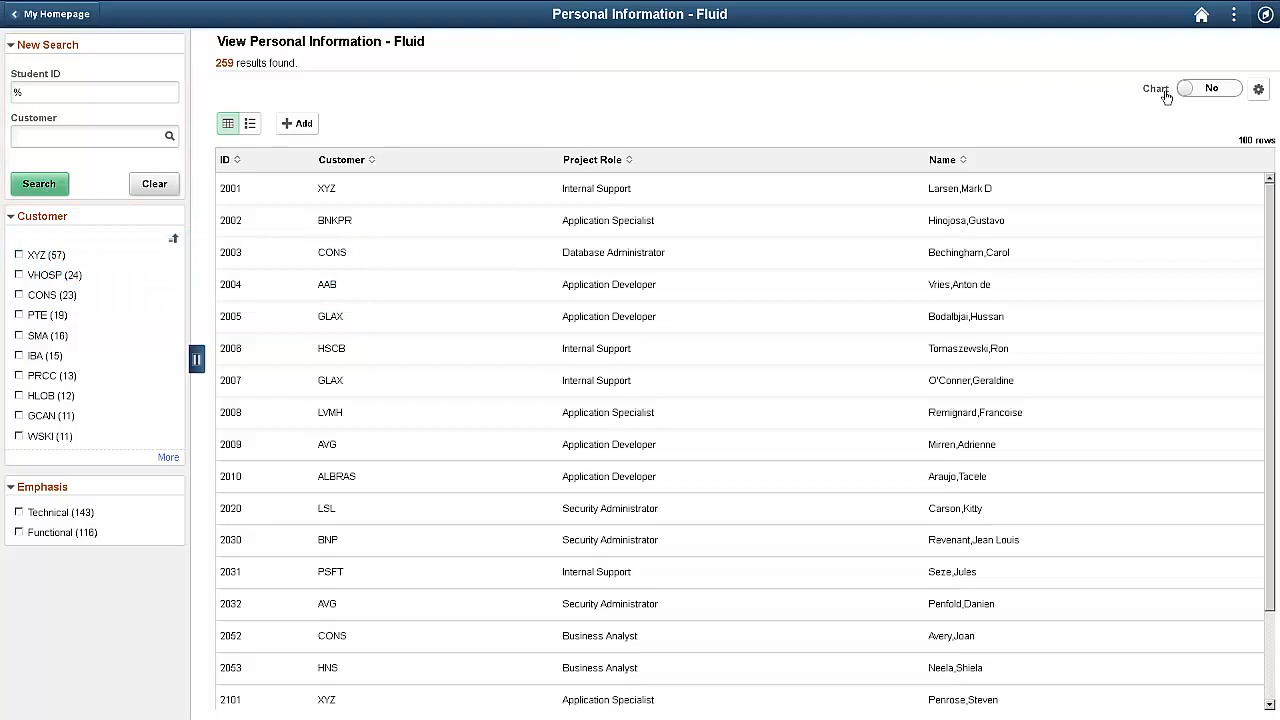 My Homepage
Personal Information - Fluid
New Search
Student ID
%
Customer
Search
Clear
Customer
XYZ (57)
VHOSP (24)
CONS (23)
PTE (19)
SMA (16)
IBA (15)
PRCC (13)
HLOB (12)
GCAN (11)
WSKI (11)
More
Emphasis
Technical (143)
Functional (116)
View Personal Information - Fluid
259 results found.
Chart No
Add
100 rows
ID Customer Project Role Name
2001 XYZ Internal Support Larsen,Mark D
2002 BNKPR Application Specialist Hinojosa,Gustavo
2003 CONS Database Administrator Bechingham,Carol
2004 AAB Application Developer Vries,Anton de
2005 GLAX Application Developer Bodalbjai,Hussan
2006 HSCB Internal Support Tomaszewski,Ron
2007 GLAX Internal Support O'Conner,Geraldine
2008 LVMH Application Specialist Remignard,Francoise
2009 AVG Application Developer Mirren,Adrienne
2010 ALBRAS Application Developer Araujo,Tacele
2020 LSL Security Administrator Carson,Kitty
2030 BNP Security Administrator Revenant,Jean Louis
2031 PSFT Internal Support Seze,Jules
2032 AVG Security Administrator Penfold,Danien
2052 CONS Business Analyst Avery,Joan
2053 HNS Business Analyst Neela,Shiela
2101 XYZ Application Specialist Penrose,Steven